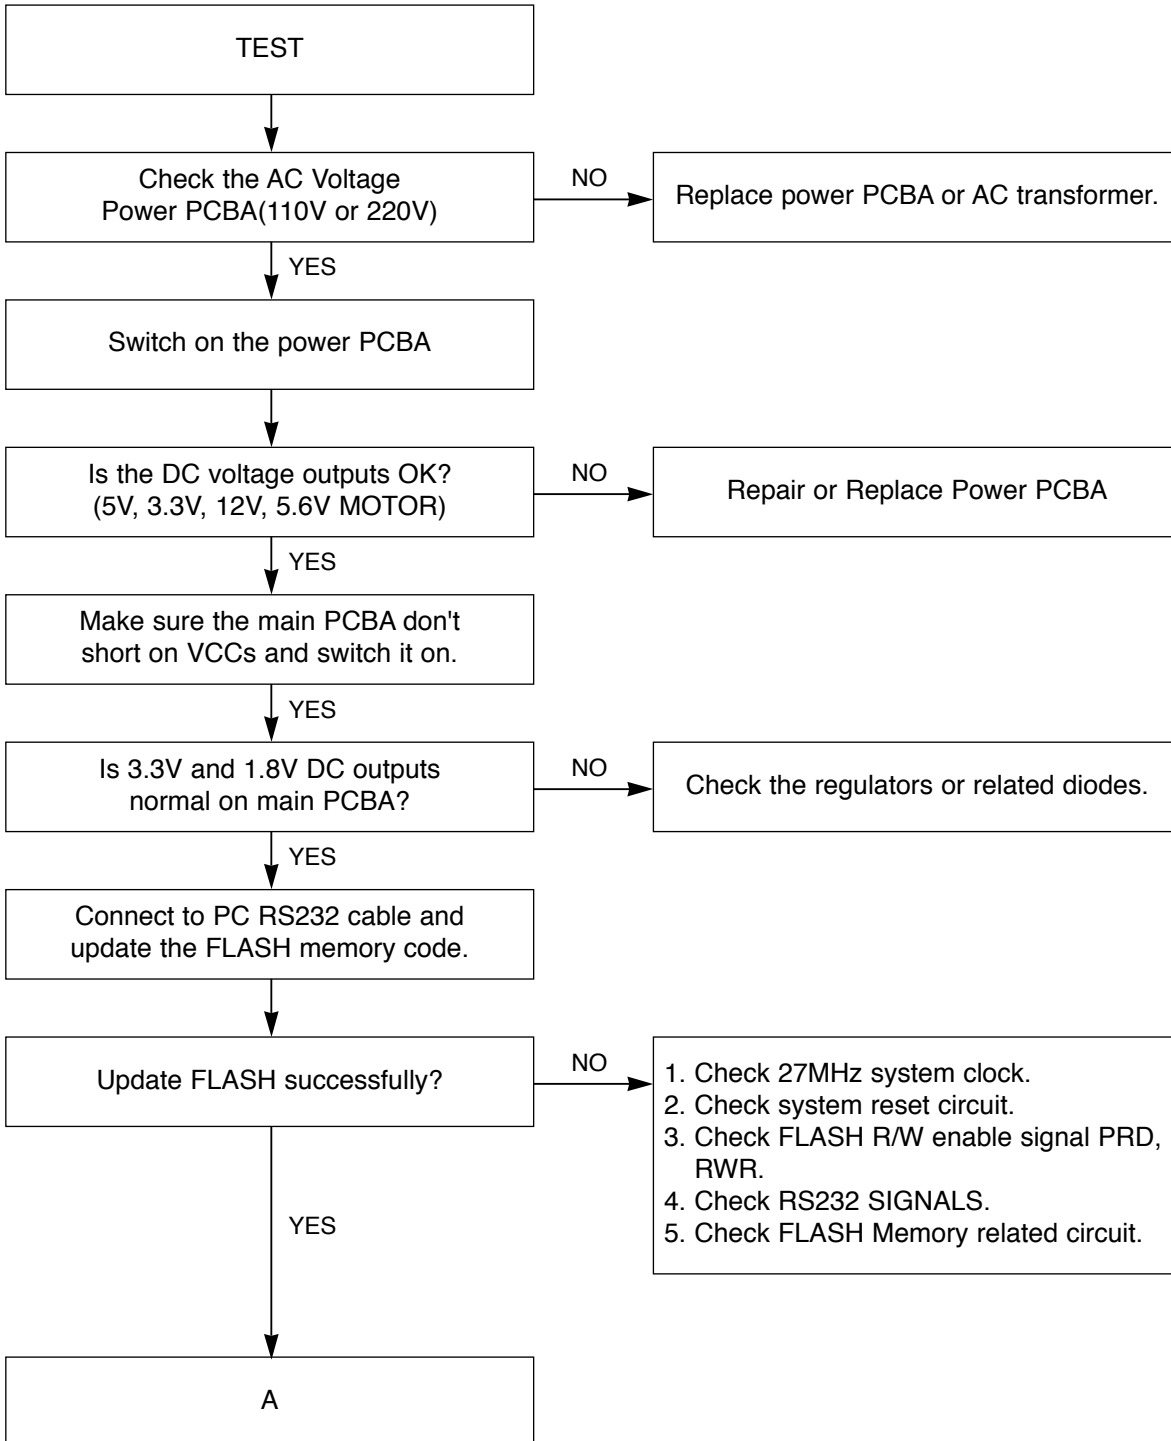 TEST
Check the AC Voltage
Power PCBA(110V or 220V)
NO
Replace power PCBA or AC transformer.
YES
Switch on the power PCBA
Is the DC voltage outputs OK?
(5V, 3.3V, 12V, 5.6V MOTOR)
NO
Repair or Replace Power PCBA
YES
Make sure the main PCBA don't
short on VCCs and switch it on.
YES
Is 3.3V and 1.8V DC outputs
normal on main PCBA?
NO
Check the regulators or related diodes.
YES
Connect to PC RS232 cable and
update the FLASH memory code.
Update FLASH successfully?
NO
1. Check 27MHz system clock.
2. Check system reset circuit.
3. Check FLASH R/W enable signal PRD,
RWR.
4. Check RS232 SIGNALS.
5. Check FLASH Memory related circuit.
YES
A